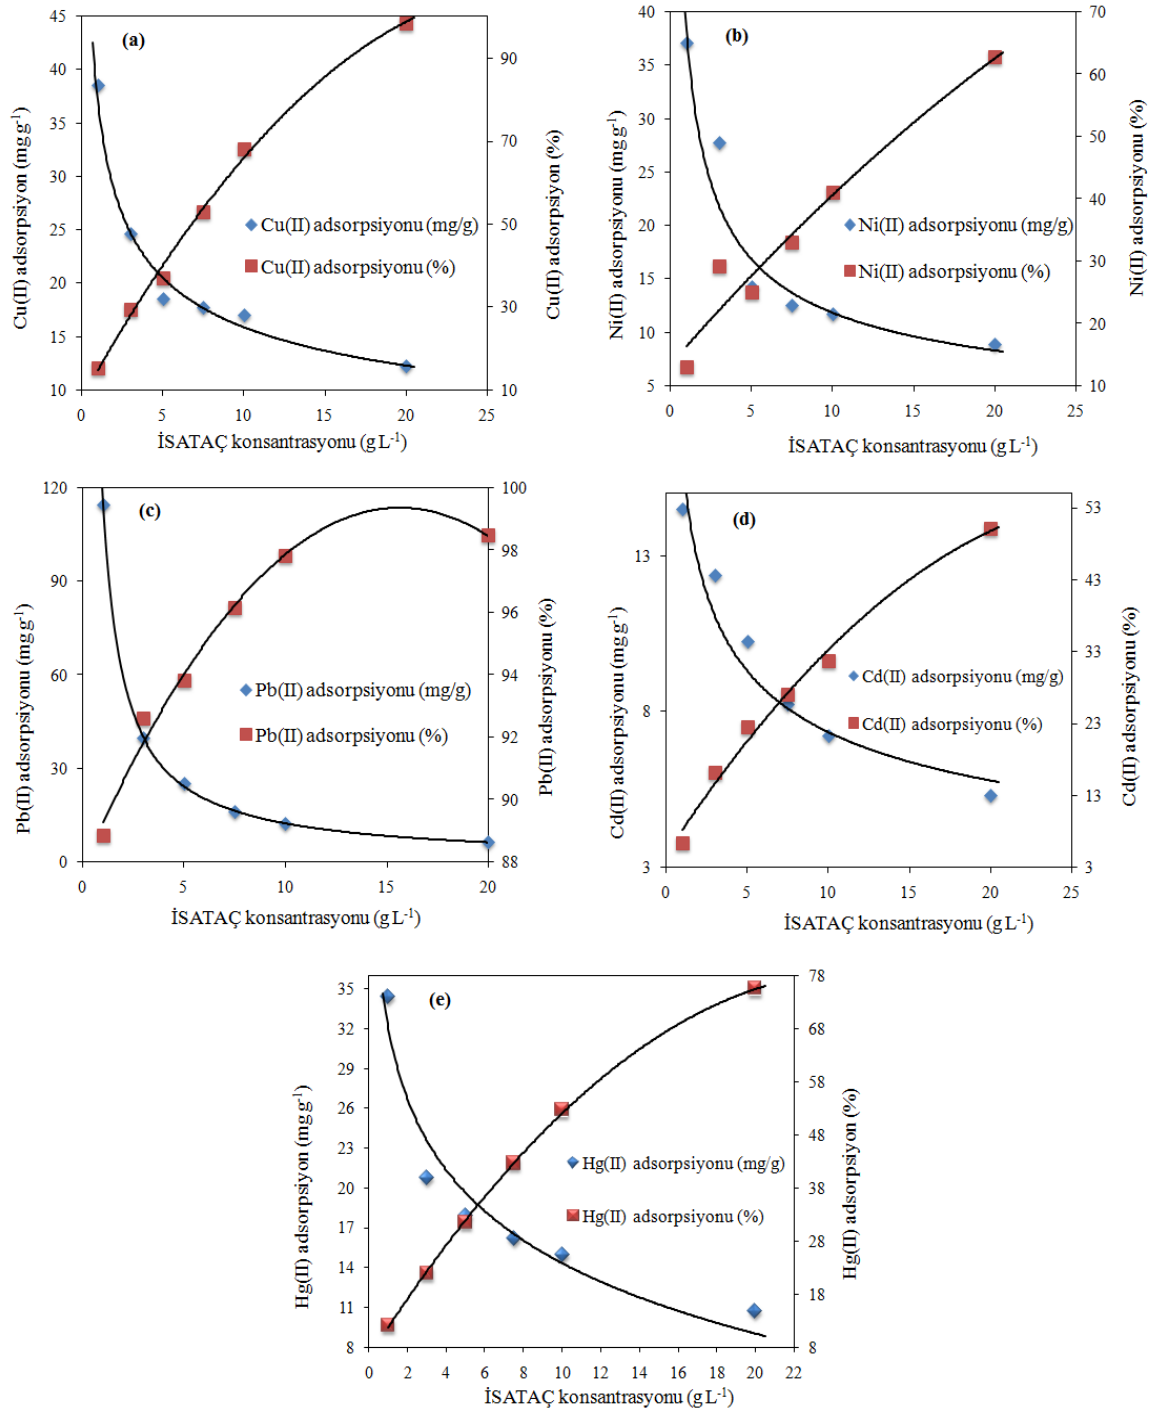 (a)
Cu(II) adsorpsiyon (mg g-1)
45
40
35
30
25
20
15
10
90
70
50
30
10
Cu(II) adsorpsiyon (%)
Cu(II) adsorpsiyonu (mg/g)
Cu(II) adsorpsiyonu (%)
0 5 10 15 20 25
İSATAÇ konsantrasyonu (g L-1)
(b)
Ni(II) adsorpsiyonu (mg g-1)
40
35
30
25
20
15
10
5
70
60
50
40
30
20
10
Ni(II) adsorpsiyonu (%)
Ni(II) adsorpsiyonu (mg/g)
Ni(II) adsorpsiyonu (%)
0 5 10 15 20 25
İSATAÇ konsantrasyonu (g L-1)
(c)
Pb(II) adsorpsiyonu (mg g-1)
120
90
60
30
0
100
98
96
94
92
90
88
Pb(II) adsorpsiyonu (%)
Pb(II) adsorpsiyonu (mg/g)
Pb(II) adsorpsiyonu (%)
0 5 10 15 20
İSATAÇ konsantrasyonu (g L-1)
(d)
Cd(II) adsorpsiyonu (mg g-1)
13
8
3
53
43
33
23
13
3
Cd(II) adsorpsiyonu (%)
Cd(II) adsorpsiyonu (mg/g)
Cd(II) adsorpsiyonu (%)
0 5 10 15 20 25
İSATAÇ konsantrasyonu (g L-1)
(e)
Hg(II) adsorpsiyon (mg g-1)
35
32
29
26
23
20
17
14
11
8
78
68
58
48
38
28
18
8
Hg(II) adsorpsiyon (%)
Hg(II) adsorpsiyonu (mg/g)
Hg(II) adsorpsiyonu (%)
0 2 4 6 8 10 12 14 16 18 20 22
İSATAÇ konsantrasyonu (g L-1)